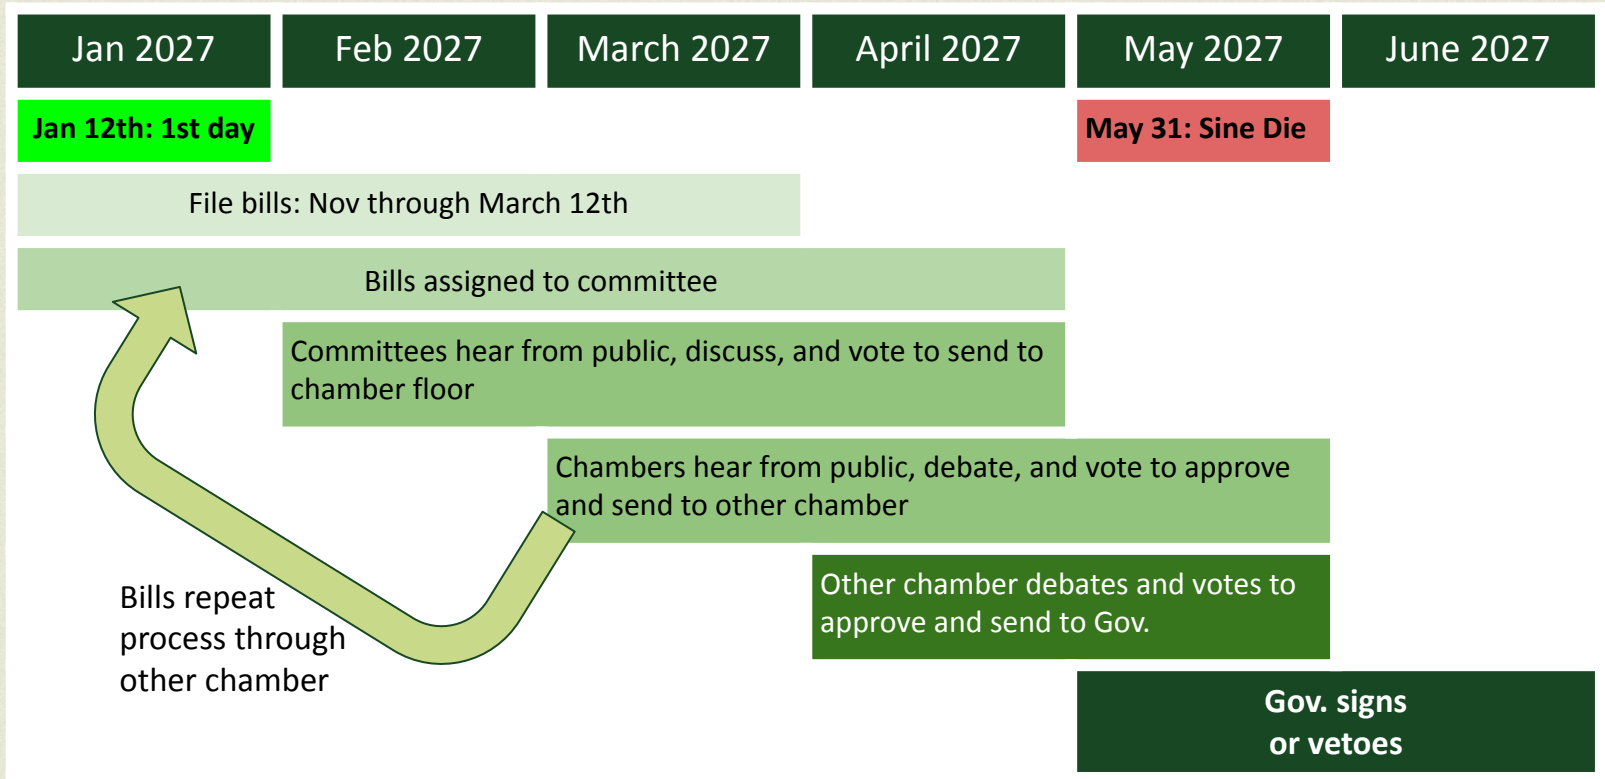 Jan 2027
Feb 2027
March 2027
April 2027
May 2027
June 2027
Jan 12th: 1st day
May 31: Sine Die
File bills: Nov through March 12th
Bills assigned to committee
Committees hear from public, discuss, and vote to send to
chamber floor
Chambers hear from public, debate, and vote to approve
and send to other chamber
Other chamber debates and votes to
approve and send to Gov.
Bills repeat
process through
other chamber
Gov. signs
or vetoes